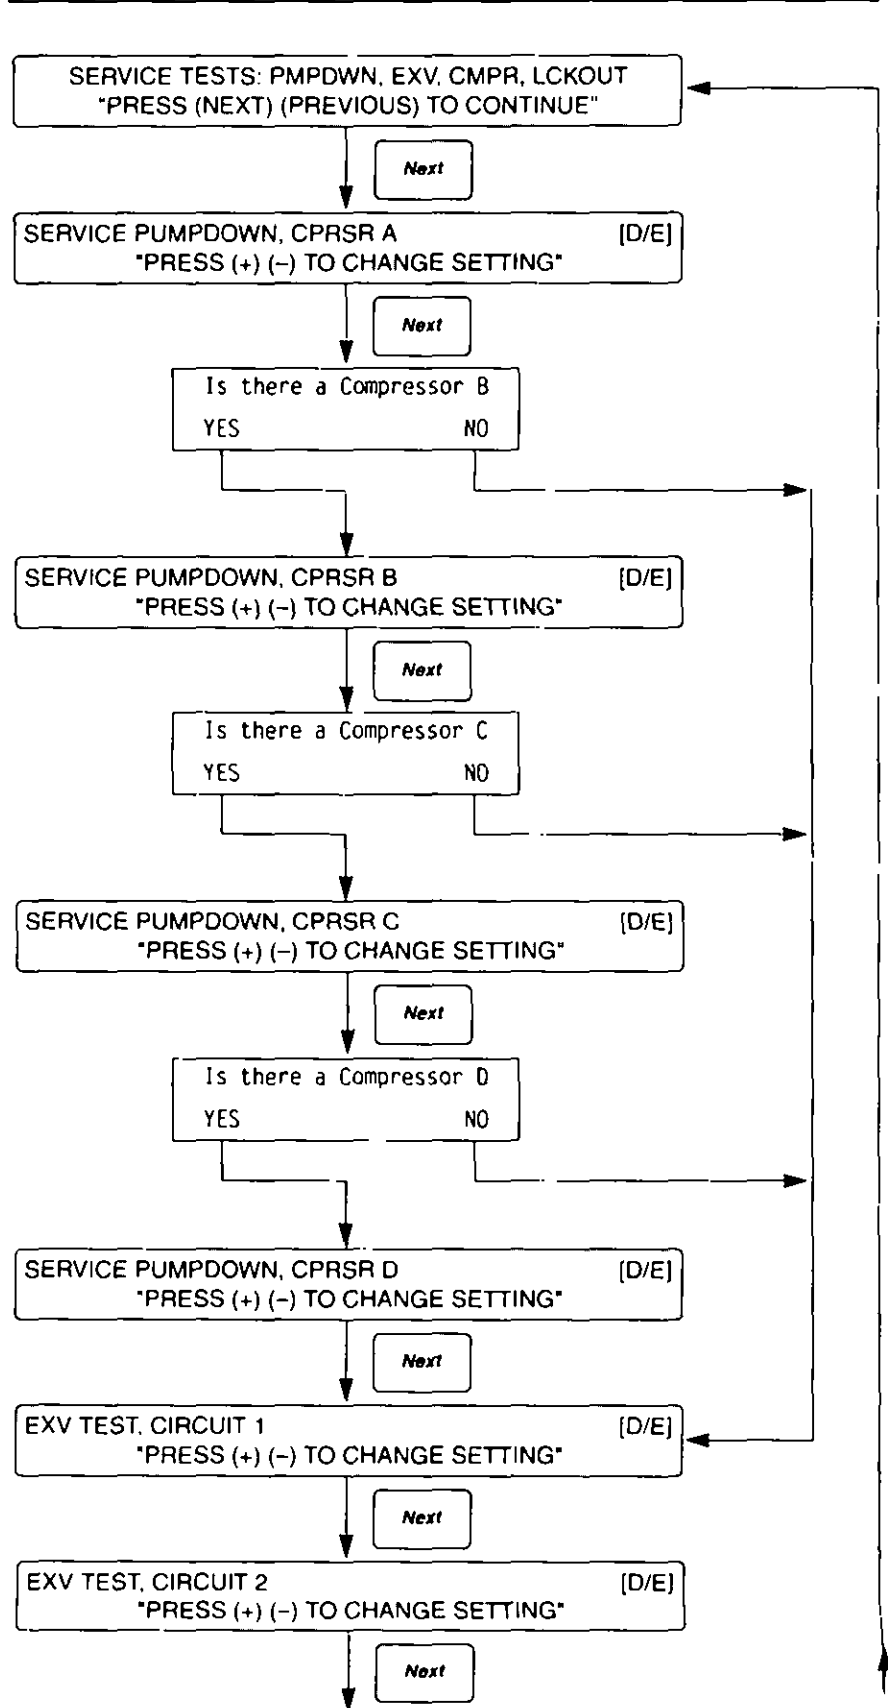 SERVICE TESTS: PMPDWN, EXV, CMPR, LCKOUT
"PRESS (NEXT) (PREVIOUS) TO CONTINUE"
Next
SERVICE PUMPDOWN, CPRSR A [D/E]
"PRESS (+) (–) TO CHANGE SETTING"
Next
Is there a Compressor B
YES NO
SERVICE PUMPDOWN, CPRSR B [D/E]
"PRESS (+) (–) TO CHANGE SETTING"
Next
Is there a Compressor C
YES NO
SERVICE PUMPDOWN, CPRSR C [D/E]
"PRESS (+) (–) TO CHANGE SETTING"
Next
Is there a Compressor D
YES NO
SERVICE PUMPDOWN, CPRSR D [D/E]
"PRESS (+) (–) TO CHANGE SETTING"
Next
EXV TEST, CIRCUIT 1 [D/E]
"PRESS (+) (–) TO CHANGE SETTING"
Next
EXV TEST, CIRCUIT 2 [D/E]
"PRESS (+) (–) TO CHANGE SETTING"
Next